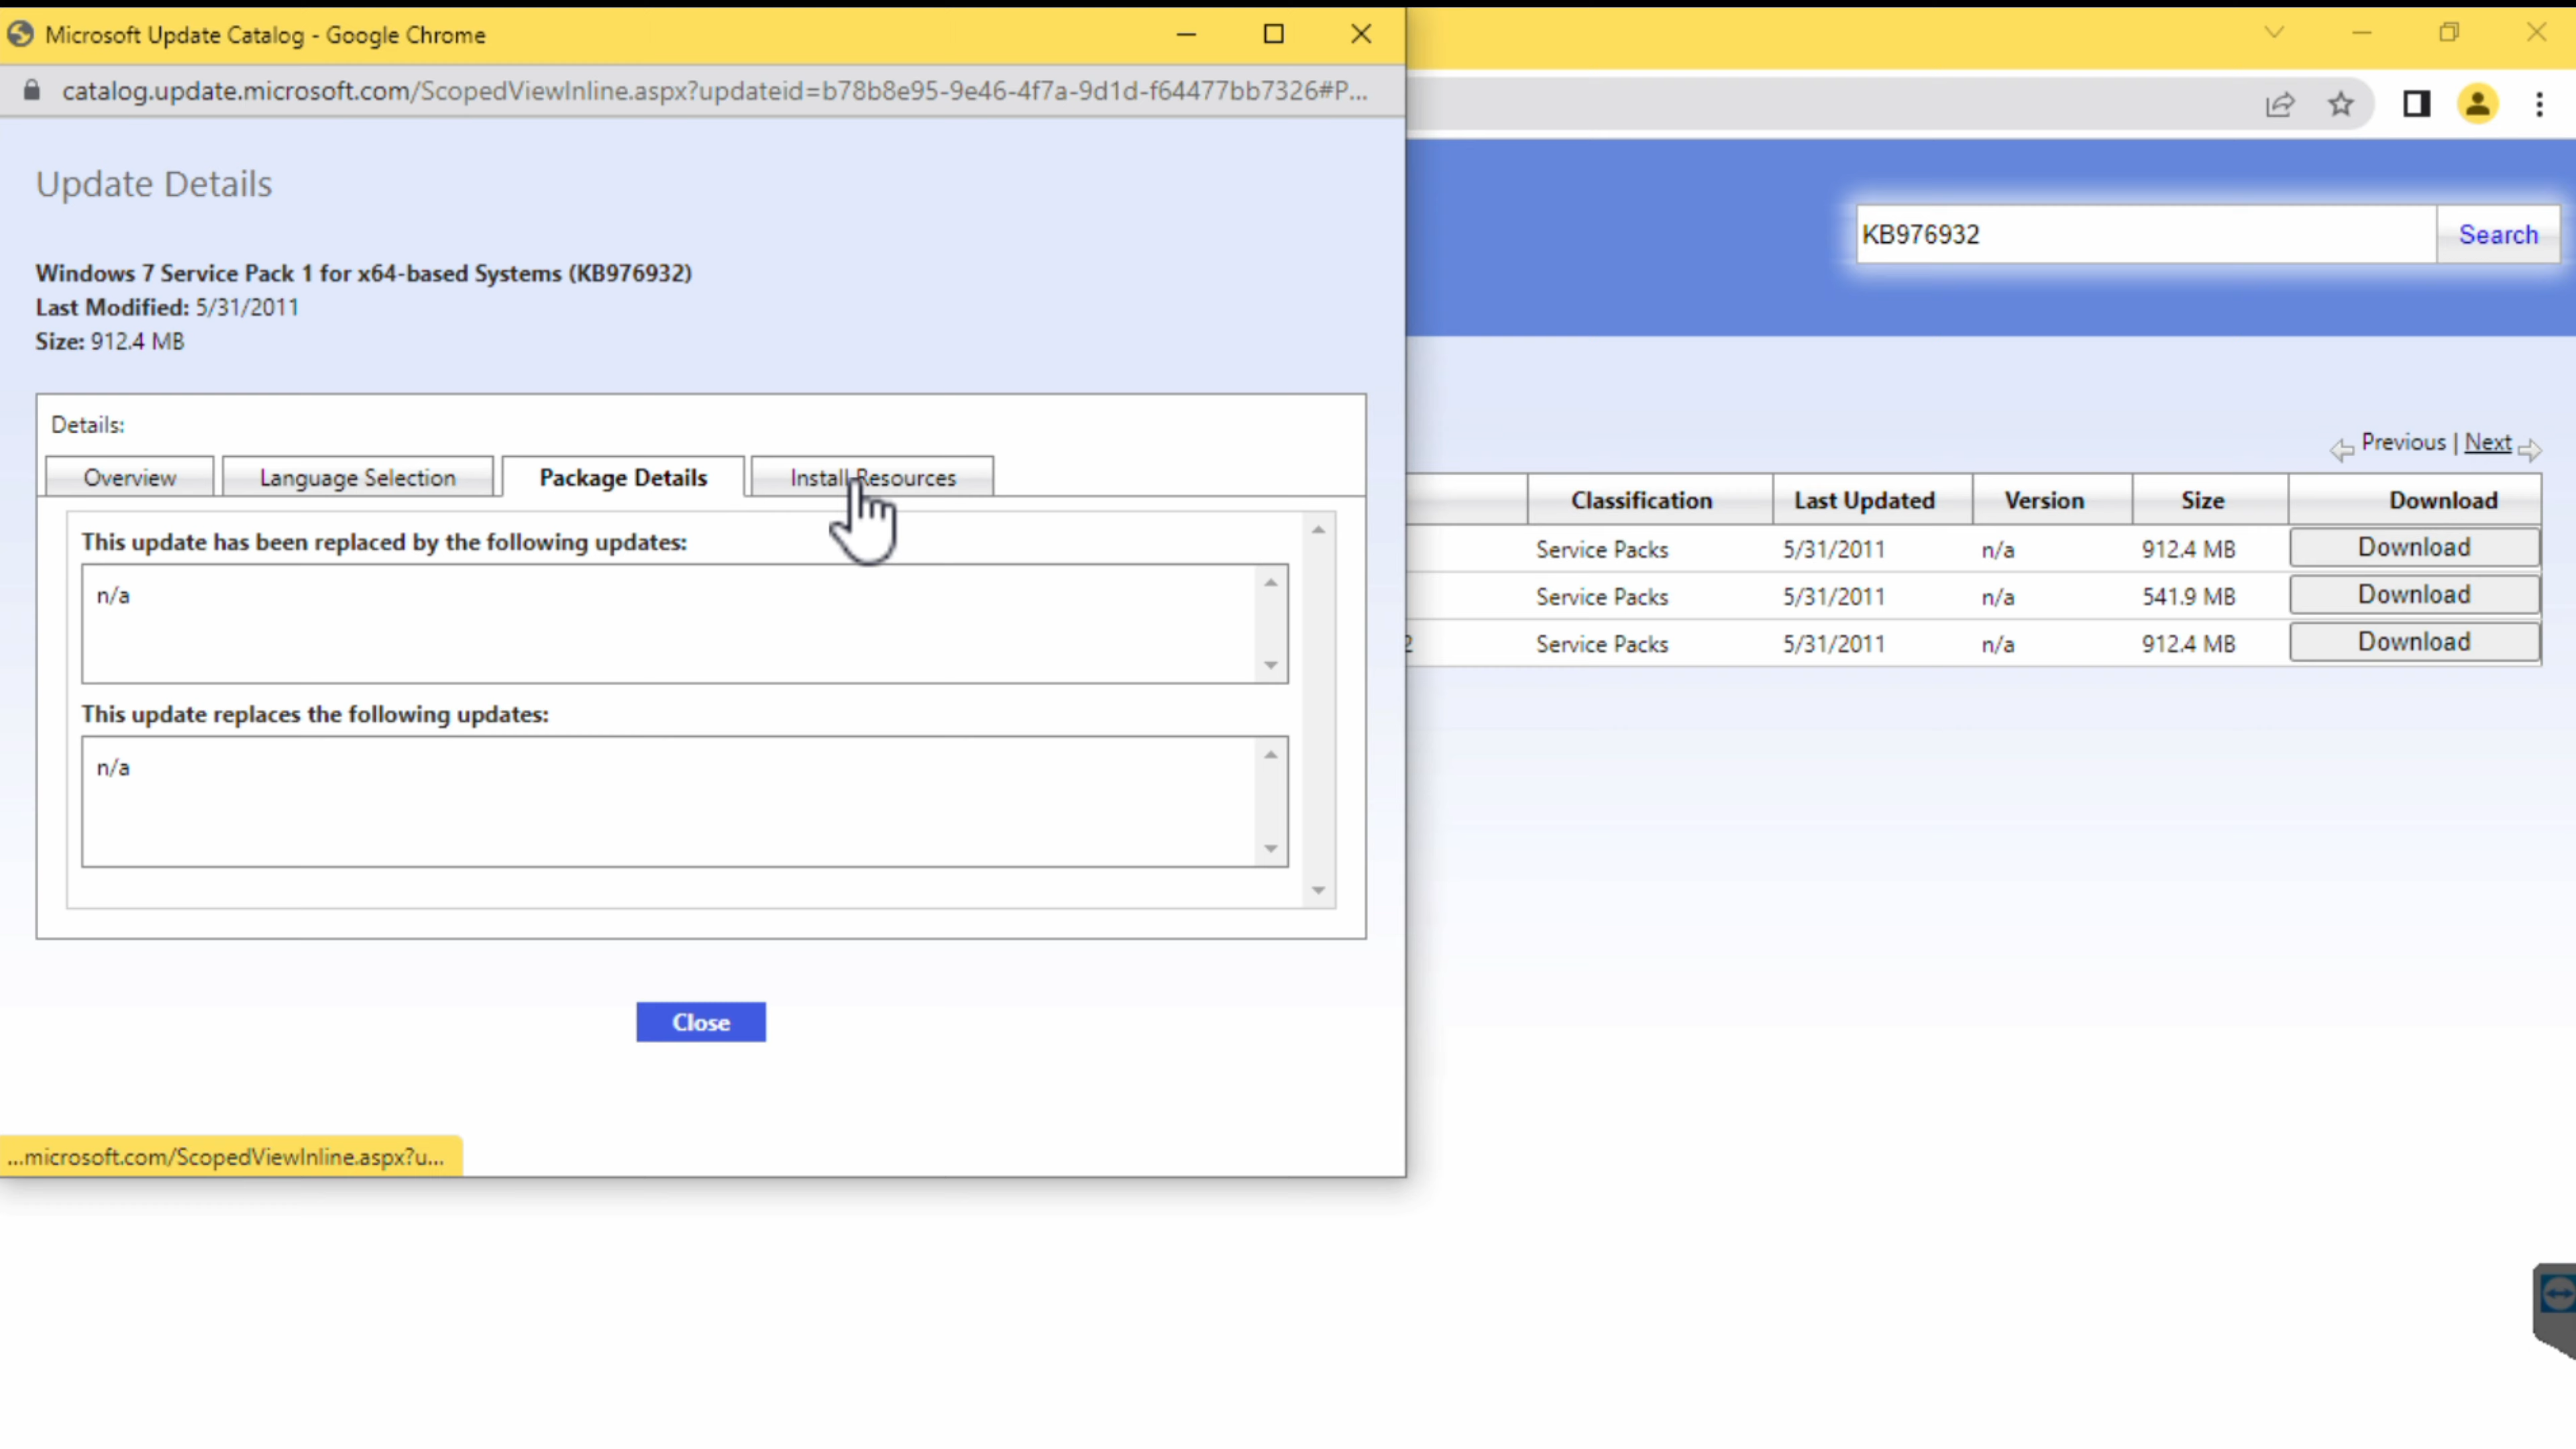 Microsoft Update Catalog - Google Chrome
catalog.update.microsoft.com/ScopedViewInline.aspx?updateid=b78b8e95-9e46-4f7a-9d1d-f64477bb7326#P...
Update Details
Windows 7 Service Pack 1 for x64-based Systems (KB976932)
Last Modified: 5/31/2011
Size: 912.4 MB
Details:
Overview Language Selection Package Details Install Resources
This update has been replaced by the following updates:
n/a
This update replaces the following updates:
n/a
Close
...microsoft.com/ScopedViewInline.aspx?u...
KB976932 Search
Previous | Next
Classification Last Updated Version Size Download
Service Packs 5/31/2011 n/a 912.4 MB Download
Service Packs 5/31/2011 n/a 541.9 MB Download
2 Service Packs 5/31/2011 n/a 912.4 MB Download